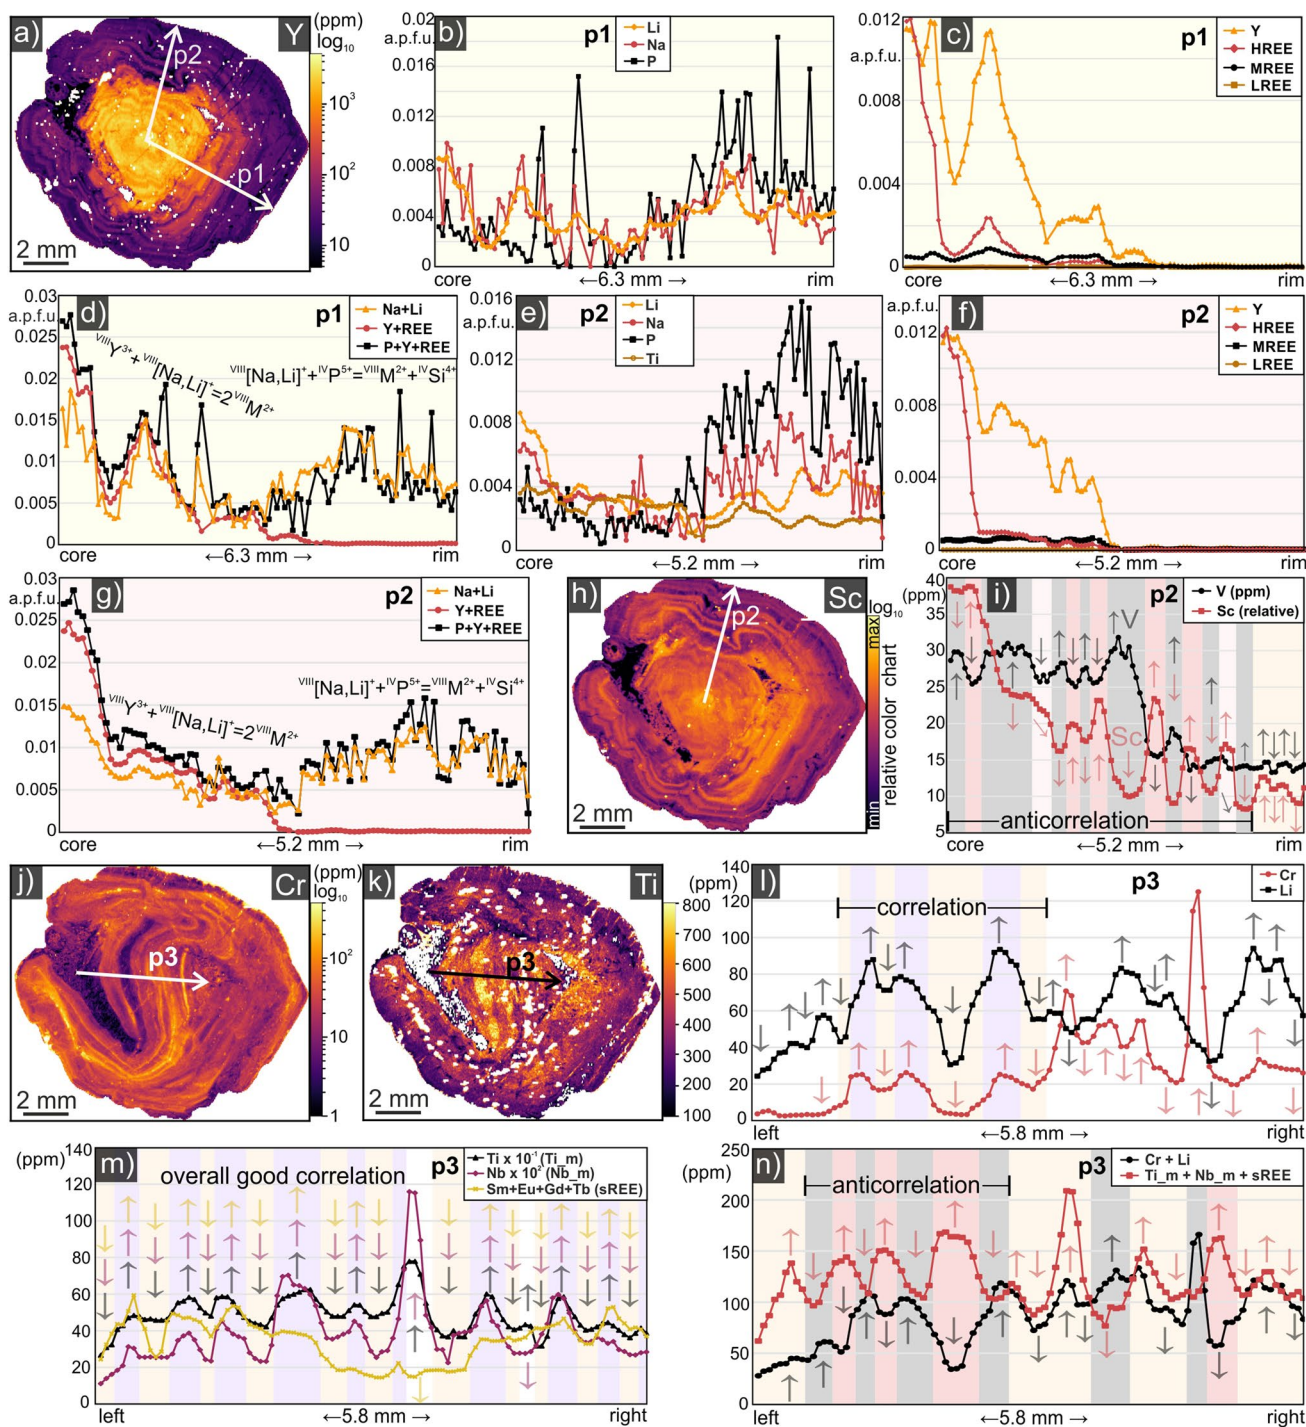 a)
Y
(ppm)
log₁₀
10³
10²
10
p2
p1
2 mm
b)
p1
0.02
a.p.f.u.
0.016
0.012
0.008
0.004
0
Li
Na
P
core
←6.3 mm →
rim
c)
p1
0.012
a.p.f.u.
0.008
0.004
0
Y
HREE
MREE
LREE
core
←6.3 mm→
rim
d)
p1
0.03
a.p.f.u.
0.025
0.02
0.015
0.01
0.005
0
Na+Li
Y+REE
P+Y+REE
ⱽᴵᴵᴵY³⁺+ⱽᴵᴵᴵ[Na,Li]⁺=2ⱽᴵᴵᴵM²⁺
ⱽᴵᴵᴵ[Na,Li]⁺+ᴵⱽP⁵⁺=ⱽᴵᴵᴵM²⁺+ᴵⱽSi⁴⁺
core
←6.3 mm →
rim
e)
p2
0.016
a.p.f.u.
0.012
0.008
0.004
0
Li
Na
P
Ti
core
←5.2 mm →
rim
f)
p2
0.012
a.p.f.u.
0.008
0.004
0
Y
HREE
MREE
LREE
core
←5.2 mm→
rim
g)
p2
0.03
a.p.f.u.
0.025
0.02
0.015
0.01
0.005
0
Na+Li
Y+REE
P+Y+REE
ⱽᴵᴵᴵY³⁺+ⱽᴵᴵᴵ[Na,Li]⁺=2ⱽᴵᴵᴵM²⁺
ⱽᴵᴵᴵ[Na,Li]⁺+ᴵⱽP⁵⁺=ⱽᴵᴵᴵM²⁺+ᴵⱽSi⁴⁺
core
←5.2 mm→
rim
h)
Sc
p2
2 mm
log₁₀
max
relative color chart
min
i)
p2
40
(ppm)
35
30
25
20
15
10
5
V (ppm)
Sc (relative)
V
Sc
anticorrelation
core
←5.2 mm →
rim
j)
Cr
(ppm)
log₁₀
10²
10
1
p3
2 mm
k)
Ti
(ppm)
800
700
600
500
400
300
200
100
p3
2 mm
l)
p3
140
(ppm)
120
100
80
60
40
20
0
Cr
Li
correlation
left
←5.8 mm →
right
m)
p3
140
(ppm)
120
100
80
60
40
20
0
overall good correlation
Ti x 10⁻¹ (Ti_m)
Nb x 10² (Nb_m)
Sm+Eu+Gd+Tb (sREE)
left
←5.8 mm →
right
n)
p3
250
(ppm)
200
150
100
50
0
Cr + Li
Ti_m + Nb_m + sREE
anticorrelation
left
←5.8 mm →
right